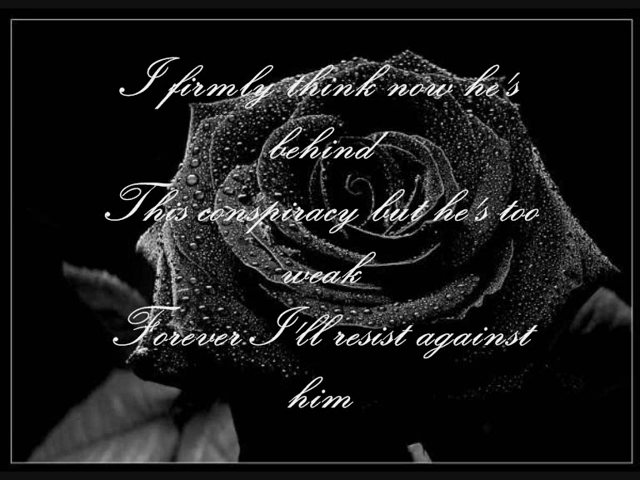 I firmly think now he's
behind
This conspiracy but he's too
weak
Forever I'll resist against
him